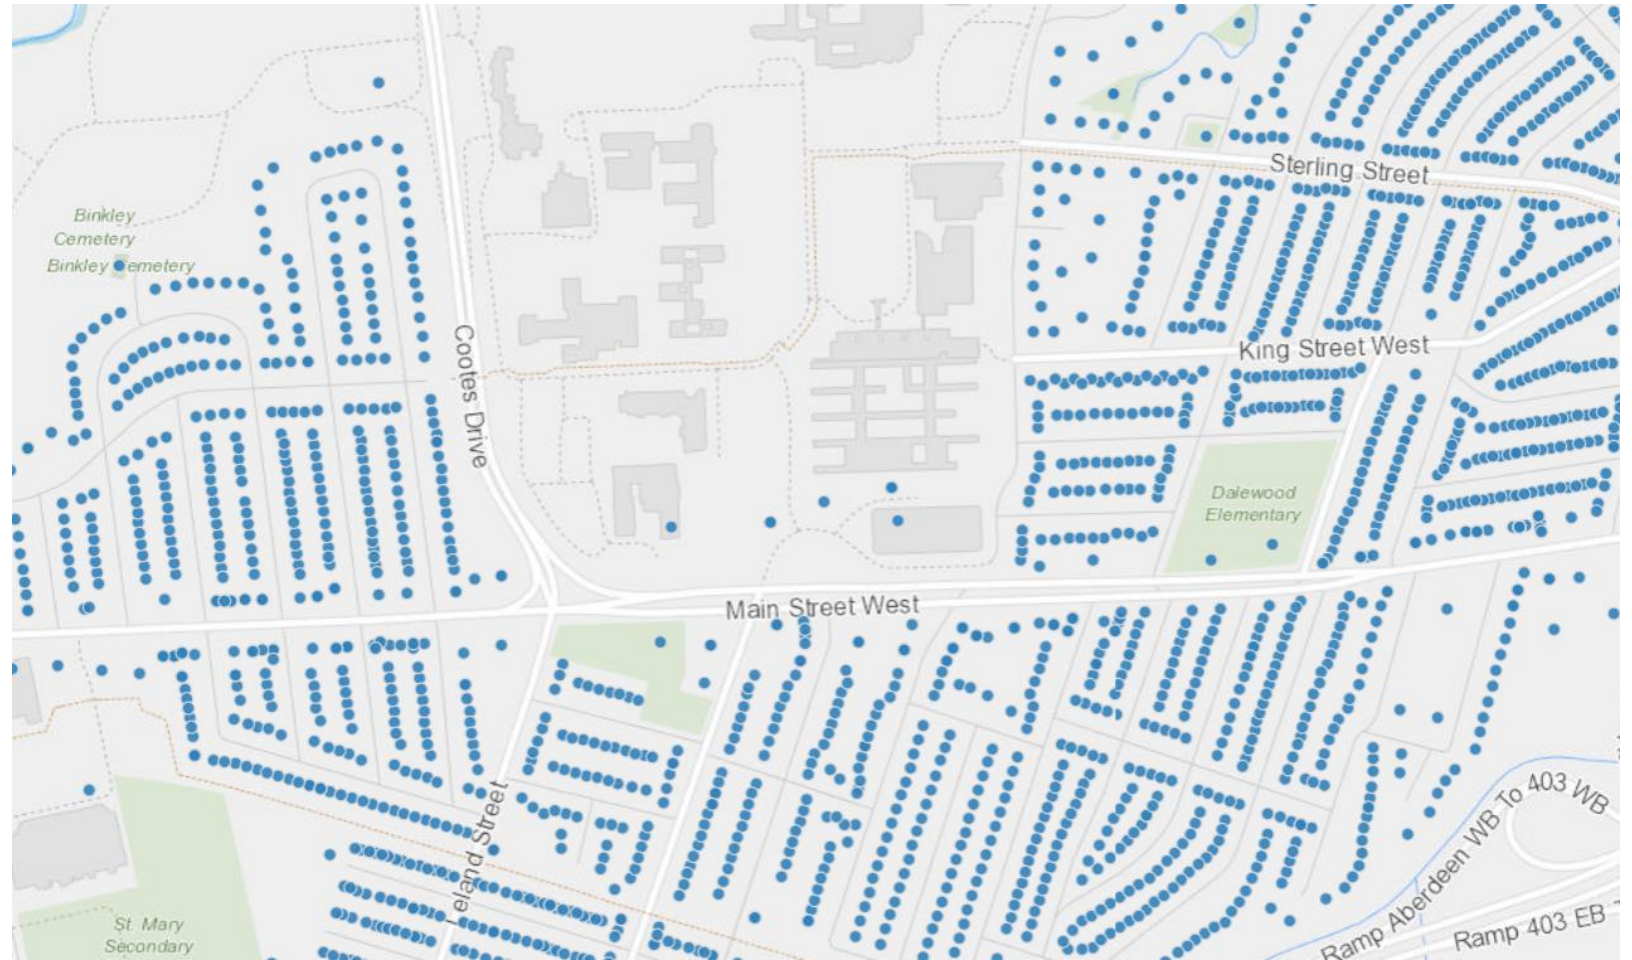 Sterling Street
Binkley
Cemetery
Binkley Cemetery
Cootes Drive
King Street West
Dalewood
Elementary
Main Street West
Leland Street
Ramp Aberdeen WB To 403 WB
Ramp 403 EB
St. Mary
Secondary